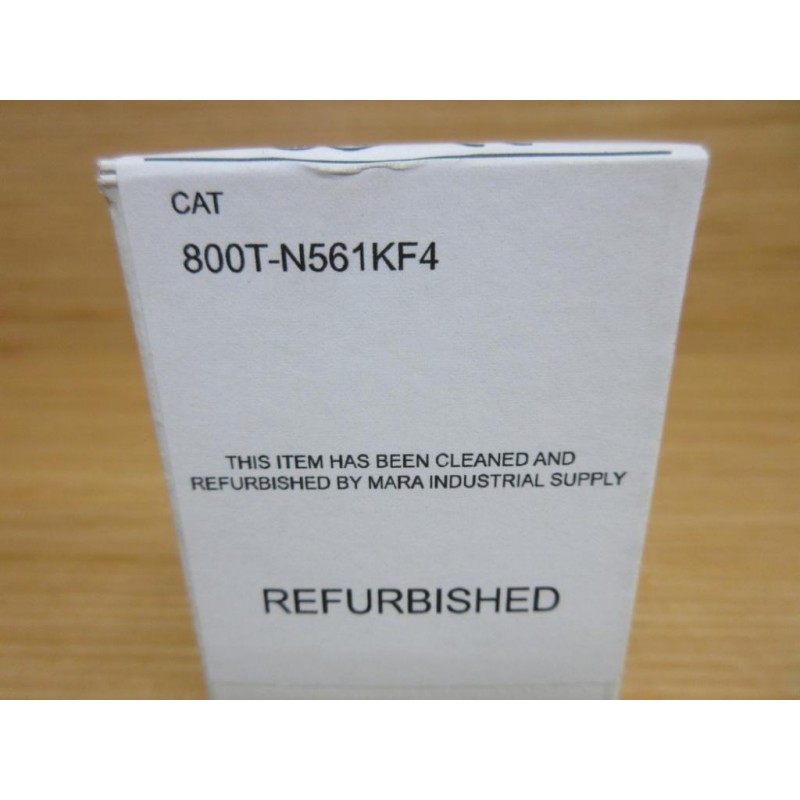 CAT
800T-N561KF4
THIS ITEM HAS BEEN CLEANED AND
REFURBISHED BY MARA INDUSTRIAL SUPPLY
REFURBISHED